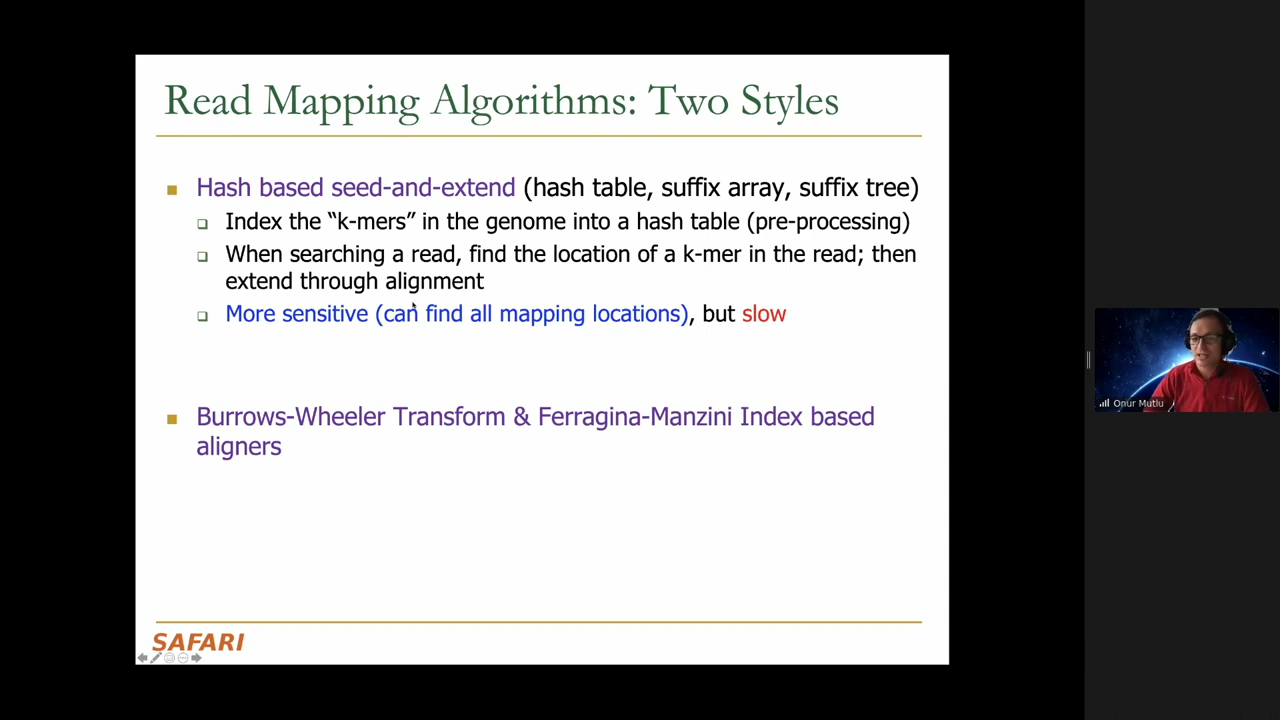 Read Mapping Algorithms: Two Styles
Hash based seed-and-extend (hash table, suffix array, suffix tree)
Index the “k-mers” in the genome into a hash table (pre-processing)
When searching a read, find the location of a k-mer in the read; then
extend through alignment
More sensitive (can find all mapping locations), but slow
Burrows-Wheeler Transform & Ferragina-Manzini Index based
aligners
SAFARI
Onur Mutlu